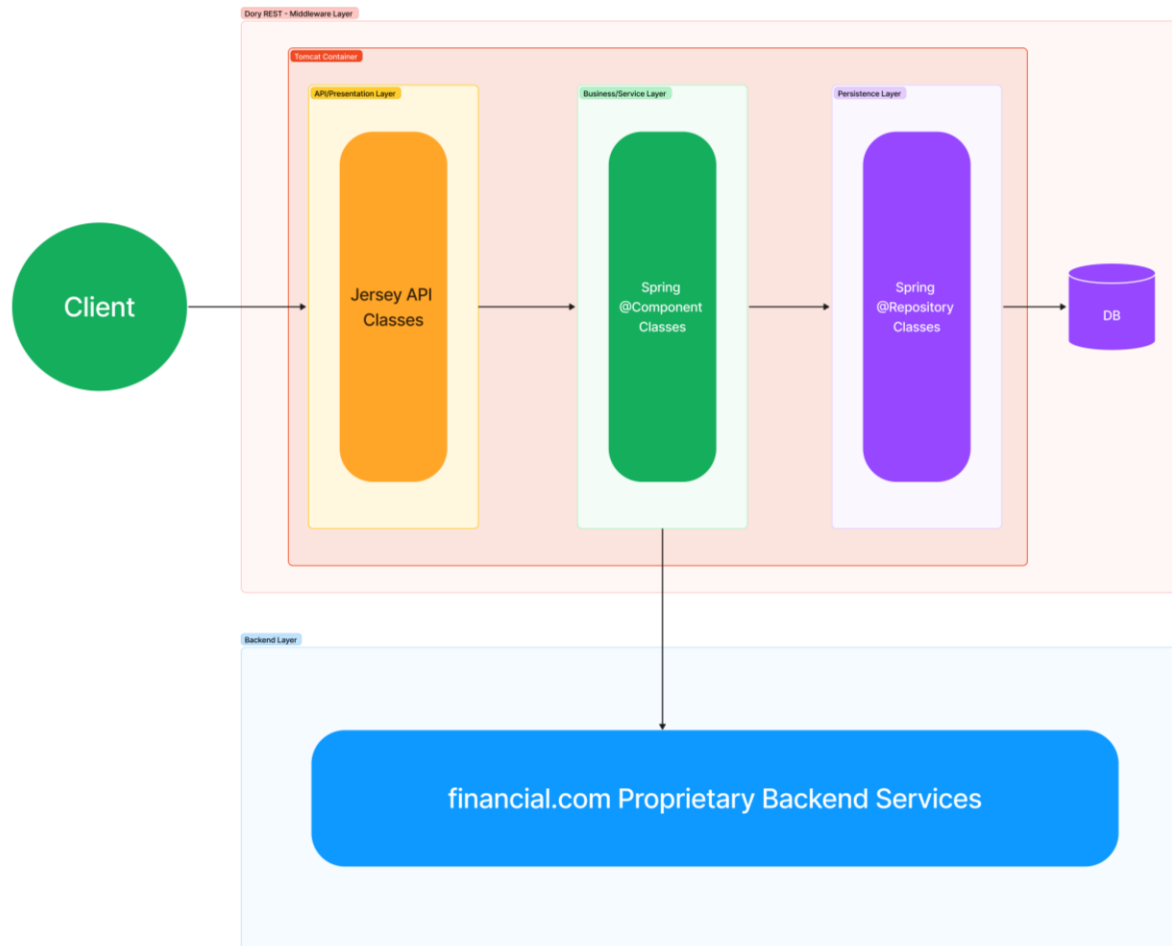 Dory REST - Middleware Layer
Tomcat Container
API/Presentation Layer
Business/Service Layer
Persistence Layer
Client
Jersey API
Classes
Spring
@Component
Classes
Spring
@Repository
Classes
DB
Backend Layer
financial.com Proprietary Backend Services